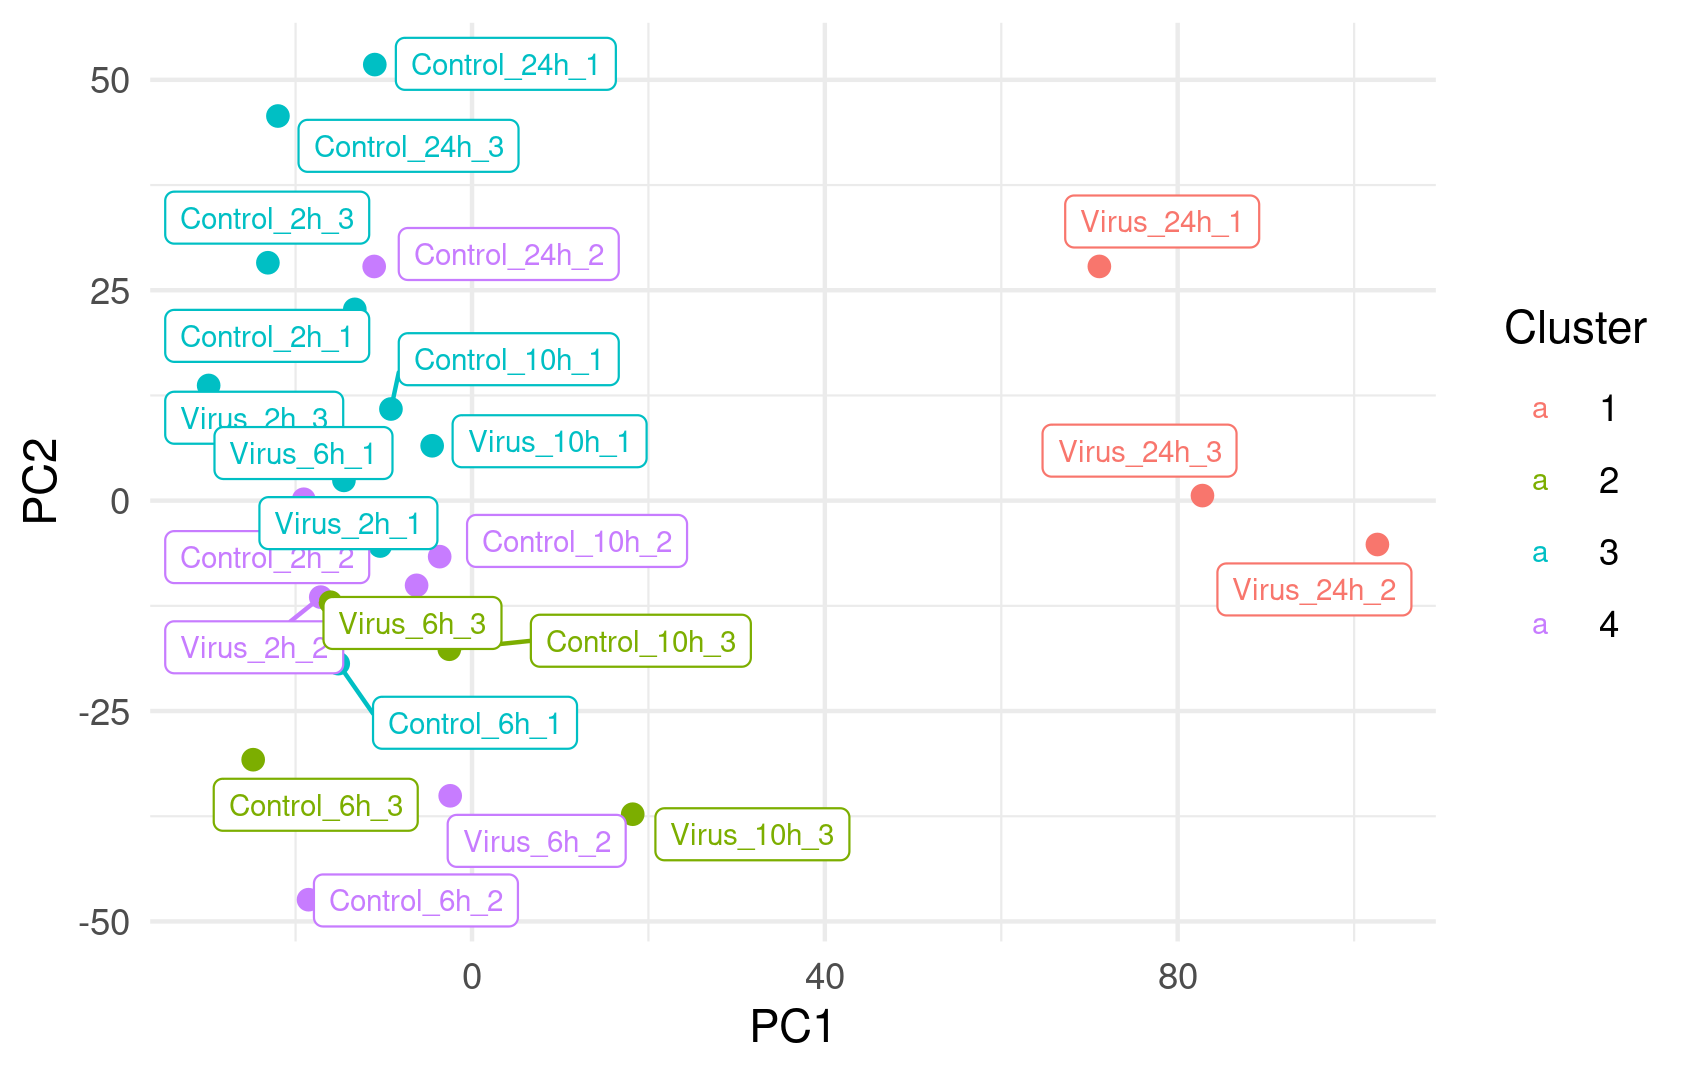 50
25
0
-25
-50
PC2
Control_24h_1
Control_24h_3
Control_2h_3
Control_24h_2
Virus_24h_1
Control_2h_1
Control_10h_1
Virus_2h_3
Virus_6h_1
Virus_10h_1
Virus_24h_3
Virus_2h_1
Control_2h_2
Control_10h_2
Virus_24h_2
Virus_6h_3
Control_10h_3
Virus_2h_2
Control_6h_1
Control_6h_3
Virus_6h_2
Virus_10h_3
Control_6h_2
0
40
80
PC1
Cluster
a 1
a 2
a 3
a 4